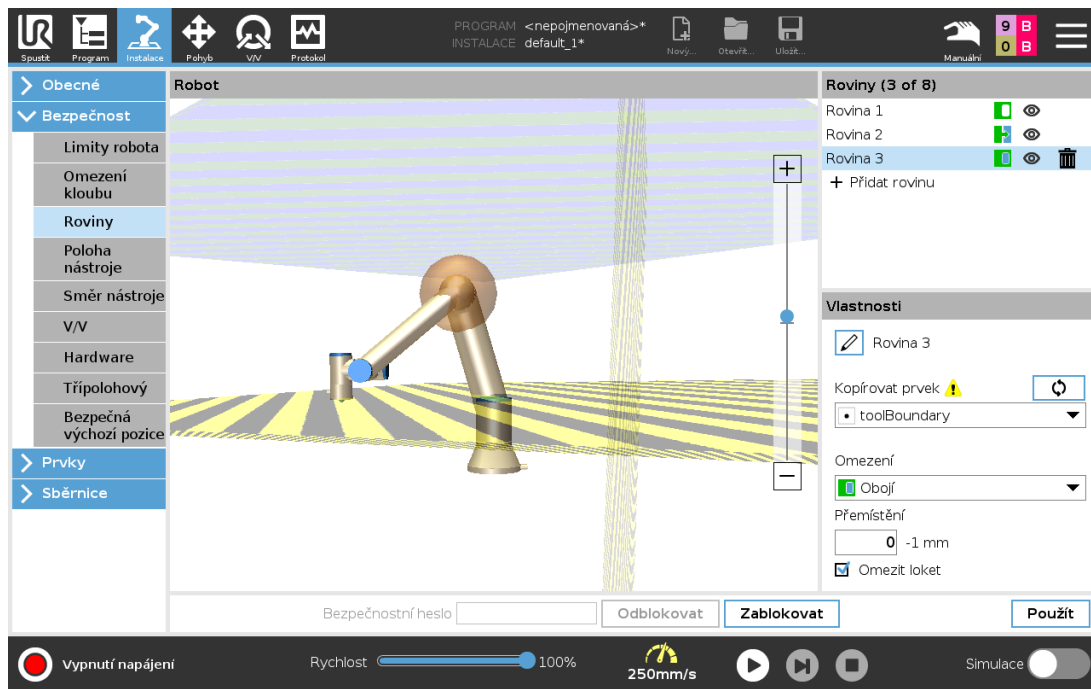 PROGRAM <nepojmenovaná>*
INSTALACE default_1*
Spustit
Program
Instalace
Pohyb
V/V
Protokol
Nový...
Otevřít...
Uložit...
Manuální
9 B
0 B
Obecné
Bezpečnost
Limity robota
Omezení
kloubu
Roviny
Poloha
nástroje
Směr nástroje
V/V
Hardware
Třípolohový
Bezpečná
výchozí pozice
Prvky
Sběrnice
Robot
Roviny (3 of 8)
Rovina 1
Rovina 2
Rovina 3
+ Přidat rovinu
Vlastnosti
Rovina 3
Kopírovat prvek
toolBoundary
Omezení
Obojí
Přemístění
0 -1 mm
Omezit loket
Bezpečnostní heslo
Odblokovat
Zablokovat
Použít
Vypnutí napájení
Rychlost
100%
250mm/s
Simulace